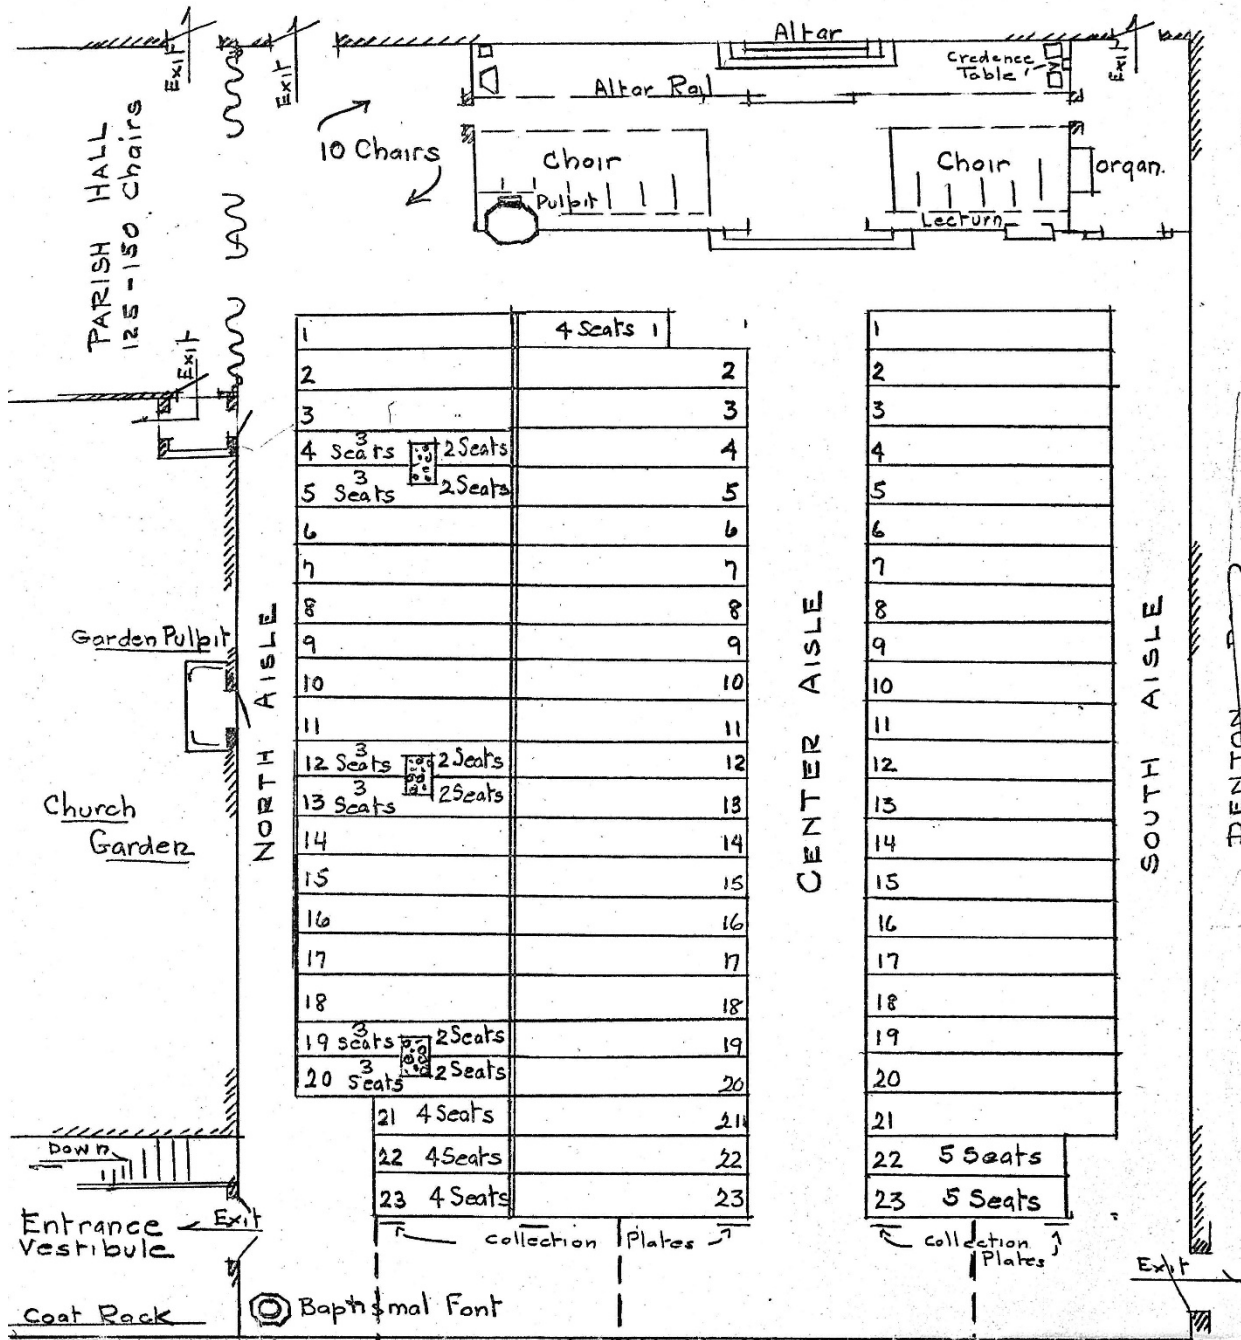 Exit
Exit
Altar
Credence
Table
Exit
Altar Rail
PARISH HALL
125-150 Chairs
10 Chairs
Choir
Pulpit
Choir
Lecturn
organ.
Exit
1
4 Seats 1
1
2
2
2
3
3
3
4 3 Seats 2 Seats
4
4
5 3 Seats 2 Seats
5
5
6
6
6
7
7
7
8
8
8
9
9
9
10
10
10
11
11
11
12 3 Seats 2 Seats
12
12
13 3 Seats 2 Seats
13
13
14
14
14
15
15
15
16
16
16
17
17
17
18
18
18
19 3 Seats 2 Seats
19
19
20 3 Seats 2 Seats
20
20
21 4 Seats
21
21
22 4 Seats
22
22 5 Seats
23 4 Seats
23
23 5 Seats
Garden Pulpit
Church
Garden
NORTH AISLE
CENTER AISLE
SOUTH AISLE
DENTON
Down
Entrance
Vestibule
Exit
Collection Plates
Collection
Plates
Exit
Coat Rack
Baptismal Font